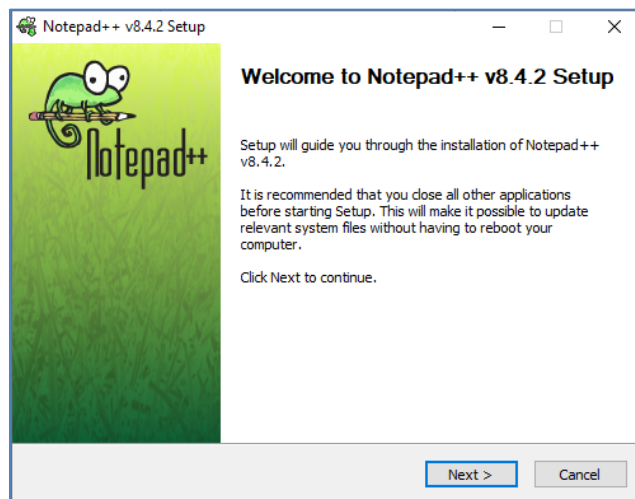 Notepad++ v8.4.2 Setup
Notepad++
Welcome to Notepad++ v8.4.2 Setup
Setup will guide you through the installation of Notepad++
v8.4.2.
It is recommended that you close all other applications
before starting Setup. This will make it possible to update
relevant system files without having to reboot your
computer.
Click Next to continue.
Next >
Cancel